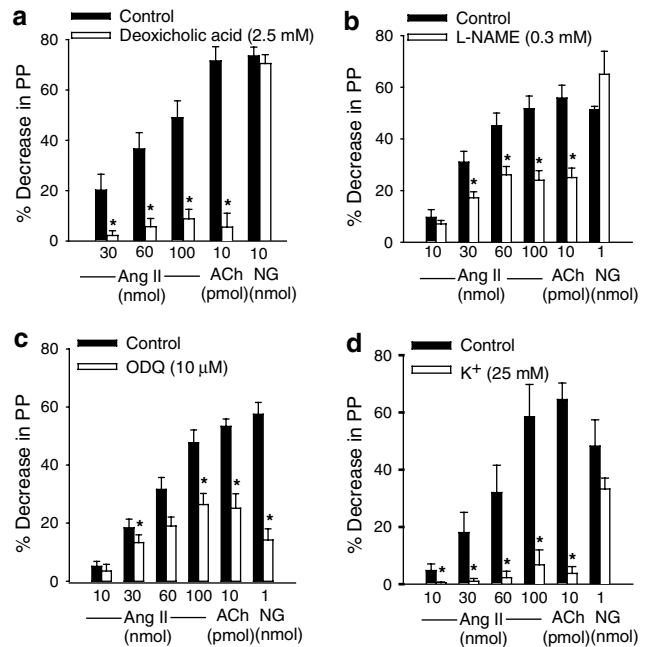 a
Control
Deoxicholic acid (2.5 mM)
% Decrease in PP
80
60
40
20
0
*
*
*
*
30 60 100 10 10
Ang II ACh NG
(nmol) (pmol) (nmol)
b
Control
L-NAME (0.3 mM)
% Decrease in PP
80
60
40
20
0
*
*
*
*
10 30 60 100 10 1
Ang II ACh NG
(nmol) (pmol) (nmol)
c
Control
ODQ (10 μM)
% Decrease in PP
80
60
40
20
0
*
*
*
*
10 30 60 100 10 1
Ang II ACh NG
(nmol) (pmol) (nmol)
d
Control
K+ (25 mM)
% Decrease in PP
80
60
40
20
0
*
*
*
*
*
10 30 60 100 10 1
Ang II ACh NG
(nmol) (pmol) (nmol)